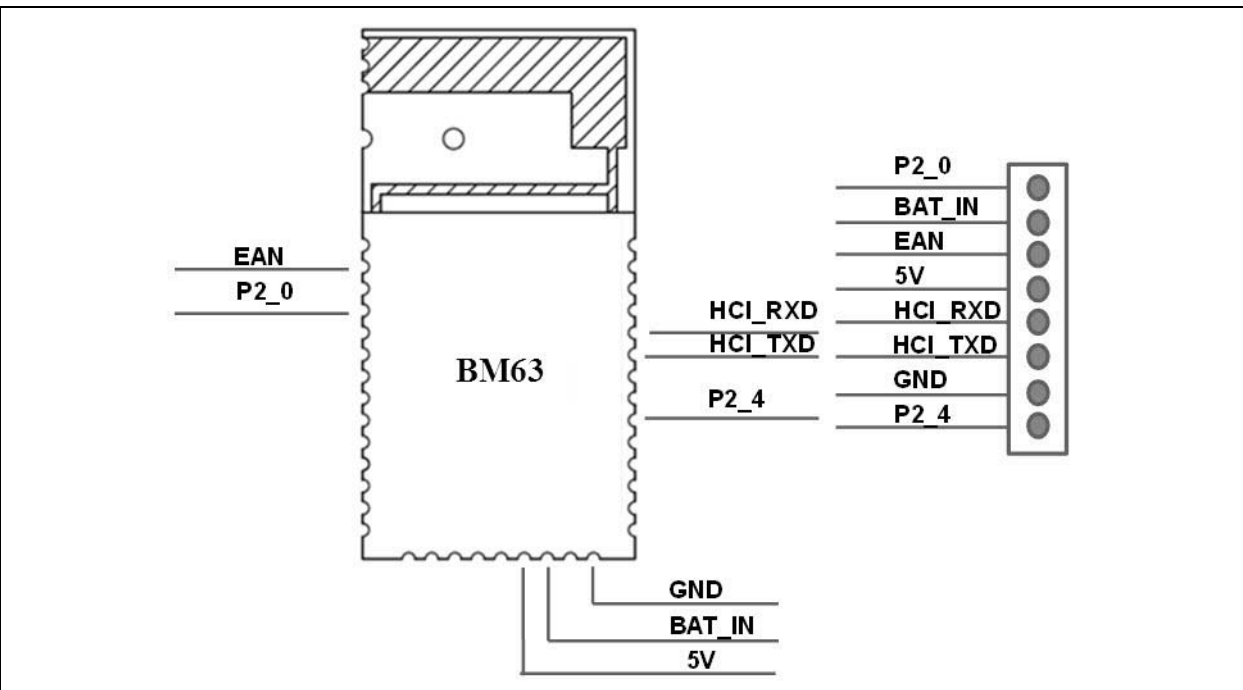 EAN
P2_0
BM63
HCI_RXD
HCI_TXD
P2_4
GND
BAT_IN
5V
P2_0
BAT_IN
EAN
5V
HCI_RXD
HCI_TXD
GND
P2_4